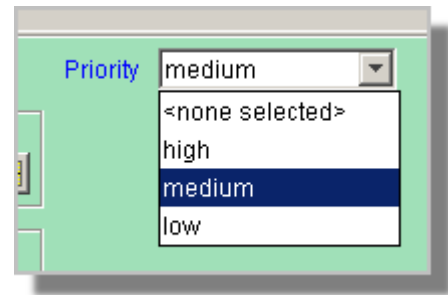 Priority medium
<none selected>
high
medium
low